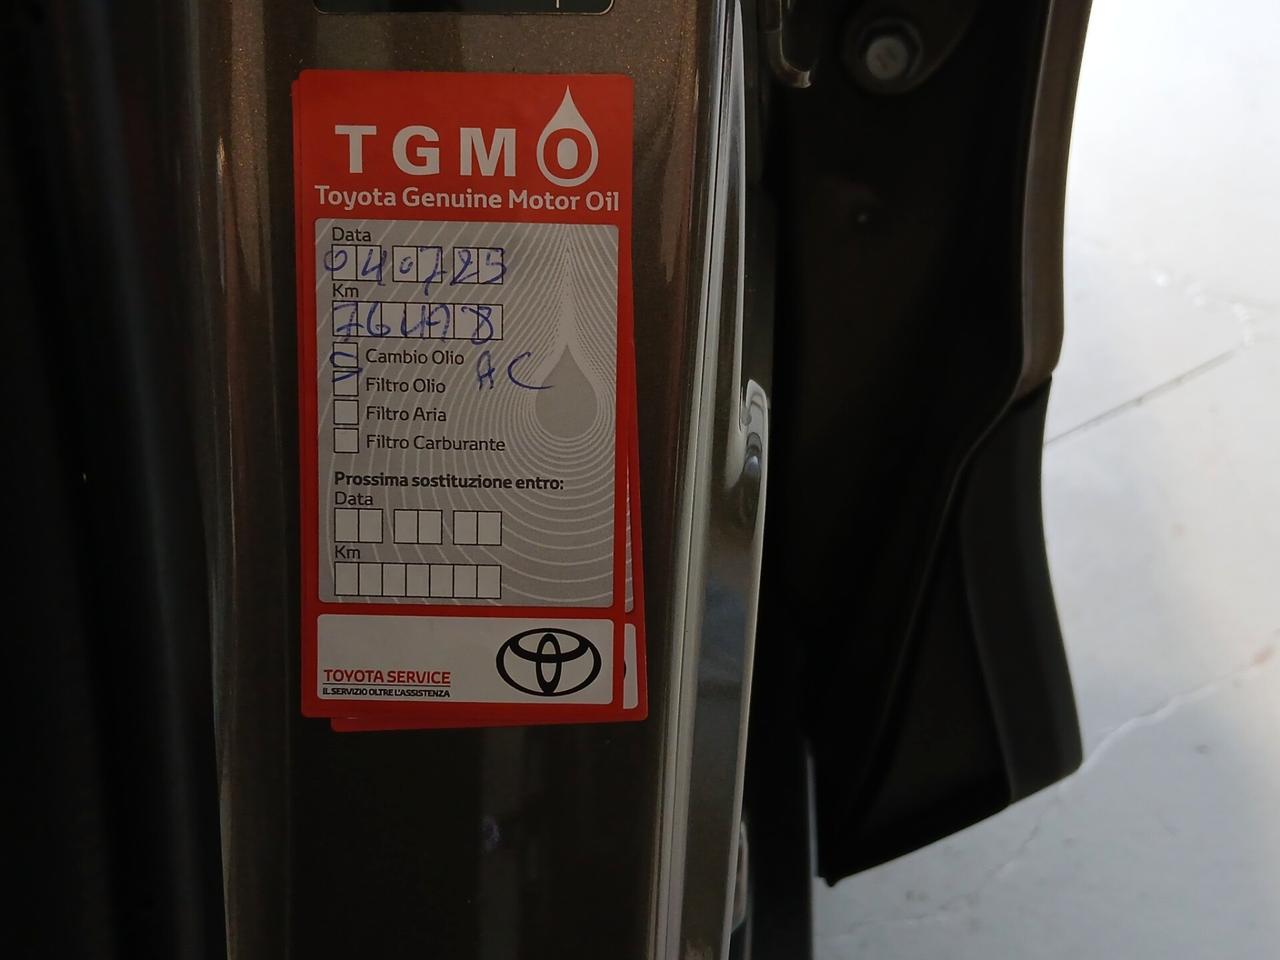 TGMO
Toyota Genuine Motor Oil
Data
040725
Km
Cambio Olio
Filtro Olio AC
Filtro Aria
Filtro Carburante
Prossima sostituzione entro:
Data
Km
TOYOTA SERVICE
IL SERVIZIO OLTRE L'ASSISTENZA